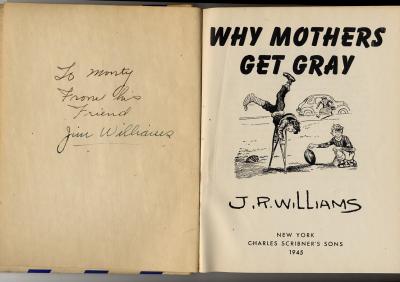 To Monty
From his
Friend
Jim Williams
WHY MOTHERS
GET GRAY
J.R.WILLIAMS
NEW YORK
CHARLES SCRIBNER'S SONS
1945